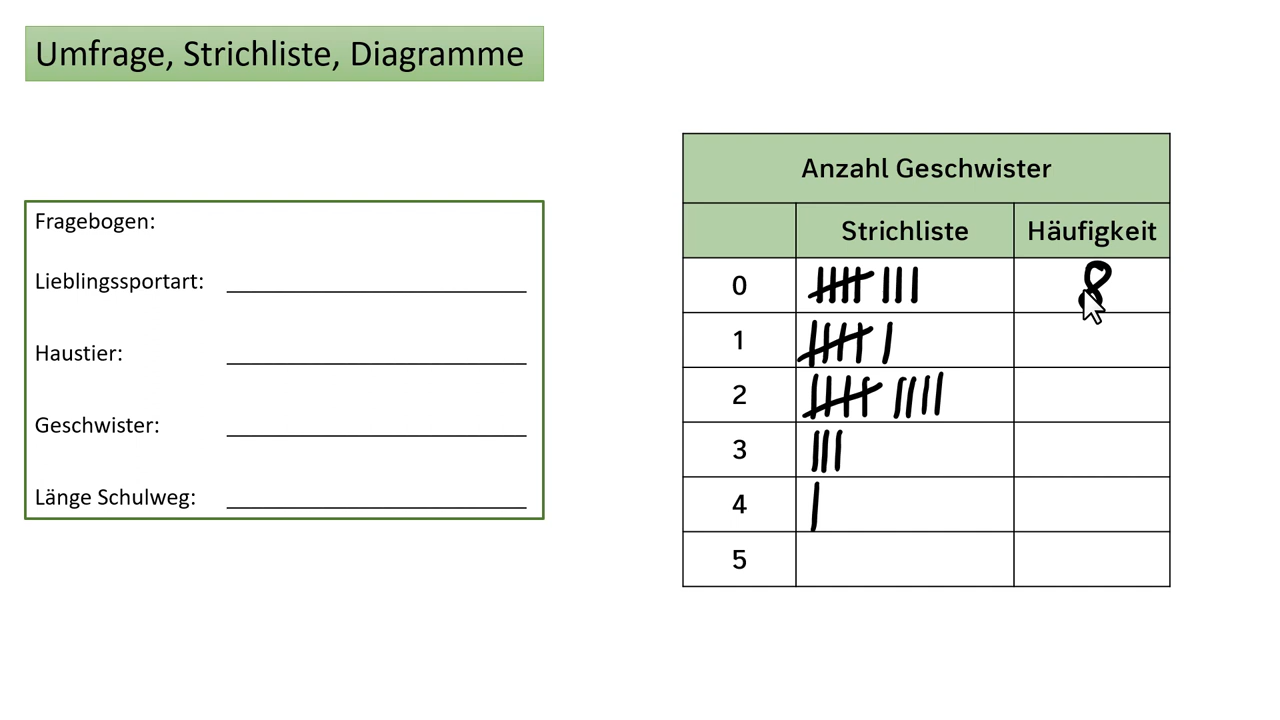 Umfrage, Strichliste, Diagramme
Fragebogen:
Lieblingssportart:
Haustier:
Geschwister:
Länge Schulweg:
Anzahl Geschwister
Strichliste Häufigkeit
0 8
1
2
3
4
5